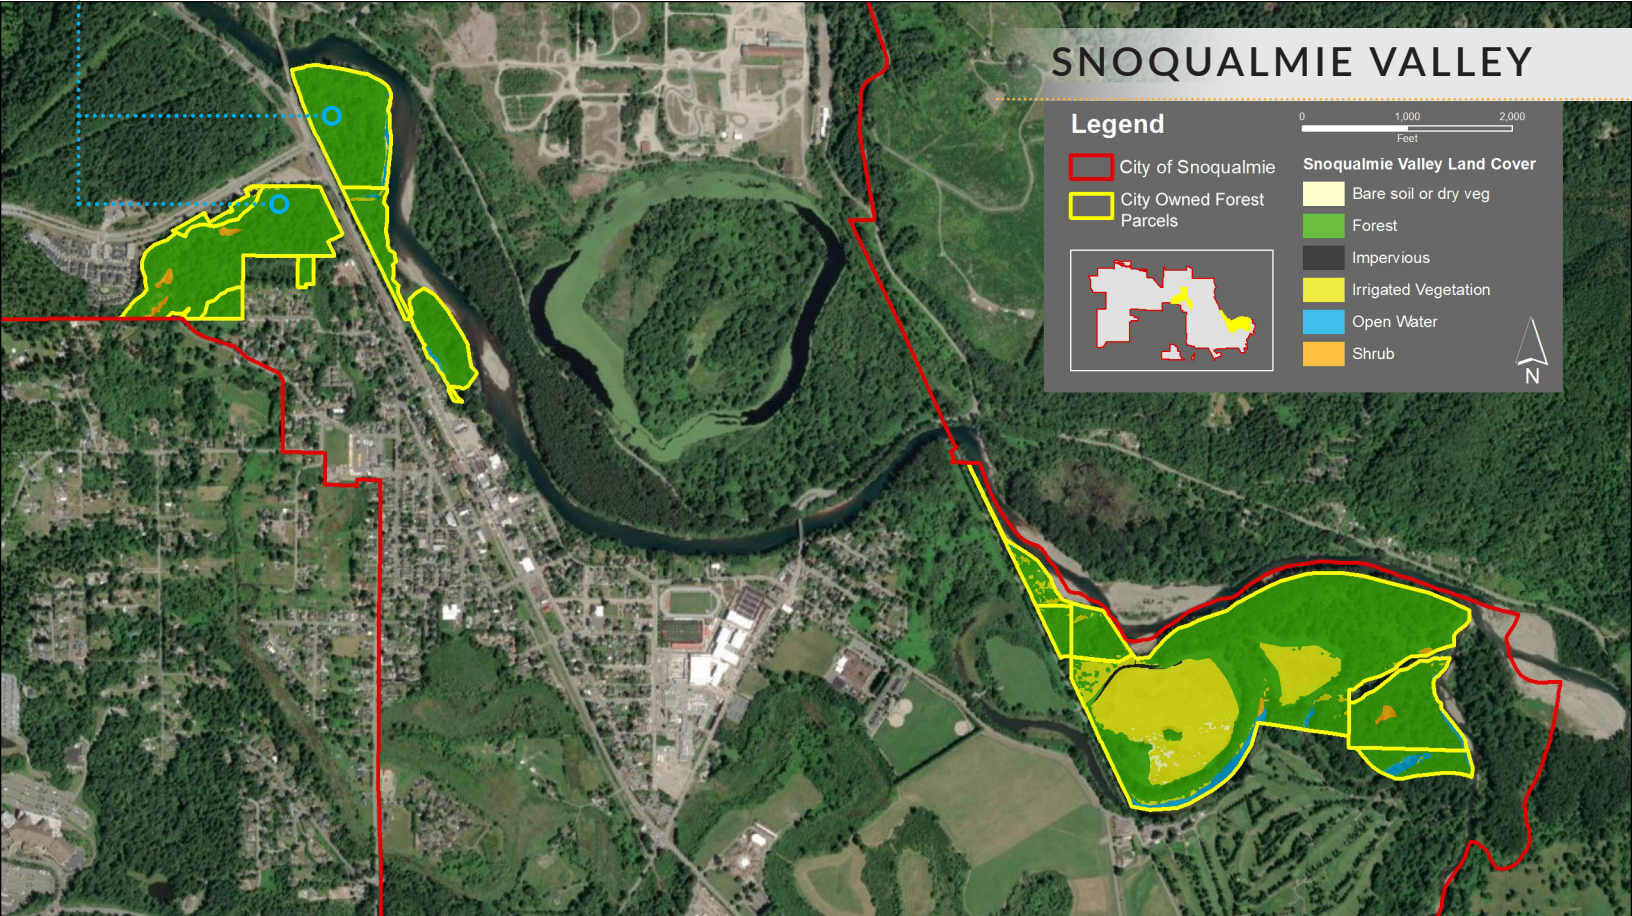 SNOQUALMIE VALLEY
Legend
0 1,000 2,000
Feet
City of Snoqualmie
City Owned Forest
Parcels
Snoqualmie Valley Land Cover
Bare soil or dry veg
Forest
Impervious
Irrigated Vegetation
Open Water
Shrub
N